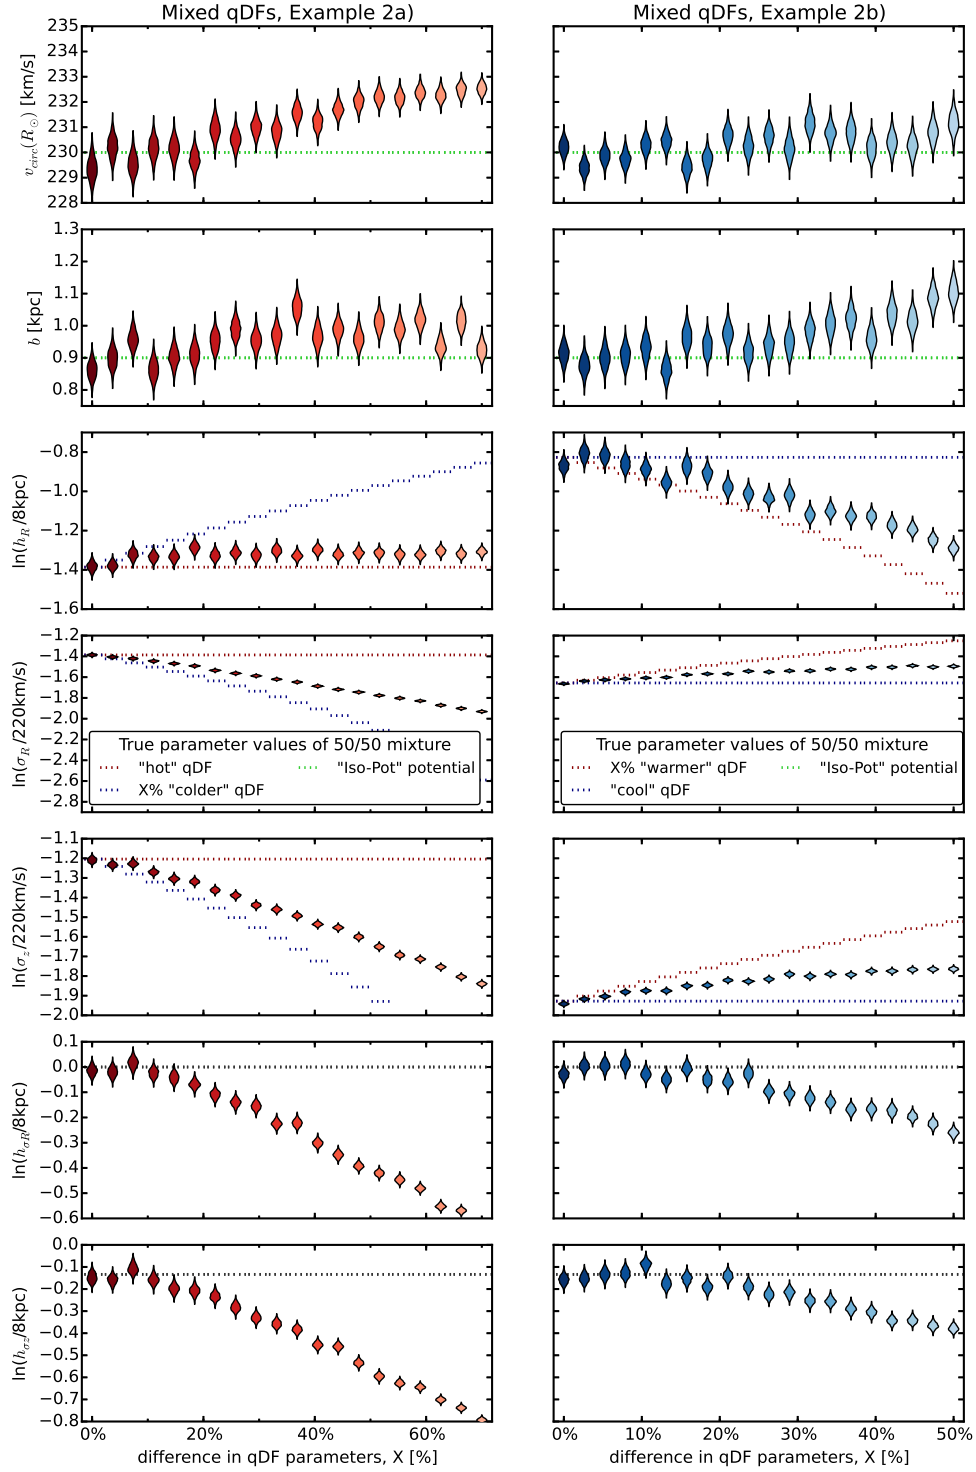 Mixed qDFs, Example 2a)
Mixed qDFs, Example 2b)
235
234
233
232
231
230
229
228
v_circ(R_⊙) [km/s]
1.3
1.2
1.1
1.0
0.9
0.8
b [kpc]
−0.8
−1.0
−1.2
−1.4
−1.6
ln(h_R/8kpc)
−1.2
−1.4
−1.6
−1.8
−2.0
−2.2
−2.4
−2.6
−2.8
ln(σ_R/220km/s)
True parameter values of 50/50 mixture
"hot" qDF
"Iso-Pot" potential
X% "colder" qDF
True parameter values of 50/50 mixture
X% "warmer" qDF
"Iso-Pot" potential
"cool" qDF
−1.1
−1.2
−1.3
−1.4
−1.5
−1.6
−1.7
−1.8
−1.9
−2.0
ln(σ_z/220km/s)
0.1
0.0
−0.1
−0.2
−0.3
−0.4
−0.5
−0.6
ln(h_σR/8kpc)
0.0
−0.1
−0.2
−0.3
−0.4
−0.5
−0.6
−0.7
−0.8
ln(h_σz/8kpc)
0% 20% 40% 60%
0% 10% 20% 30% 40% 50%
difference in qDF parameters, X [%]
difference in qDF parameters, X [%]